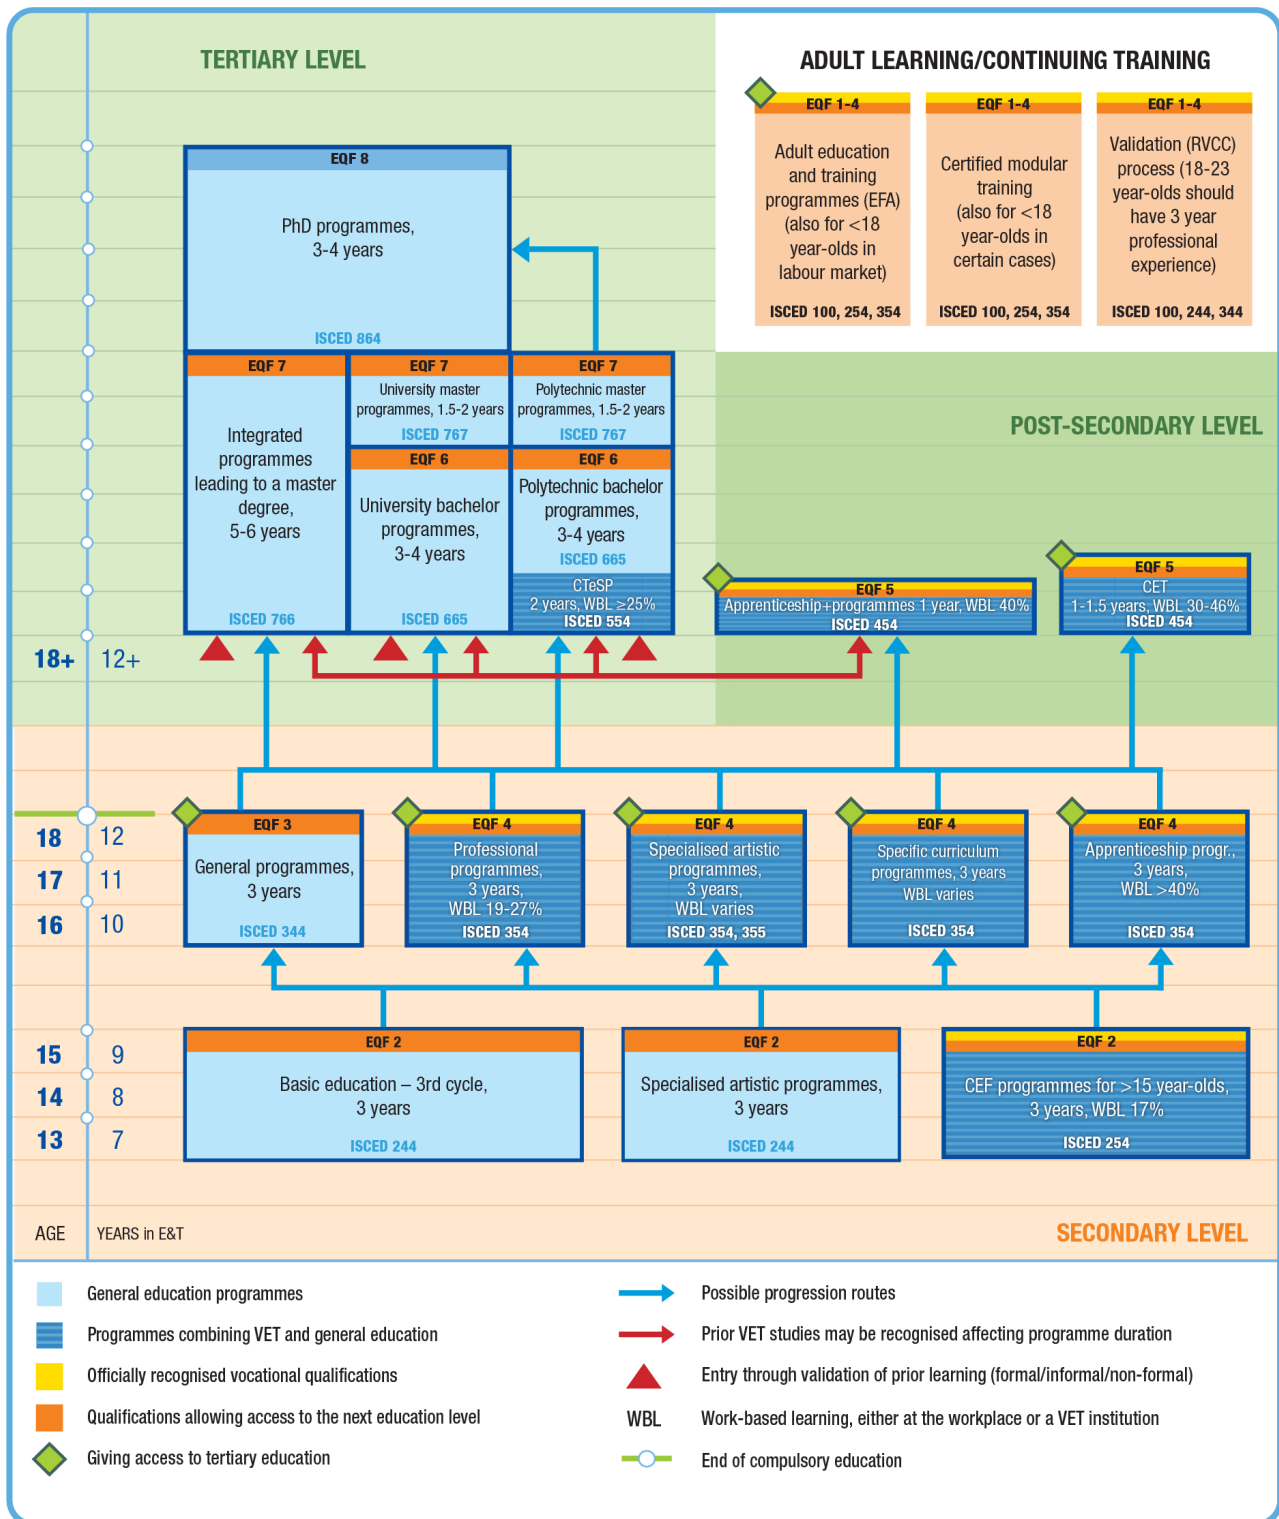 TERTIARY LEVEL
ADULT LEARNING/CONTINUING TRAINING
EQF 1-4
Adult education
and training
programmes (EFA)
(also for <18
year-olds in
labour market)
ISCED 100, 254, 354
EQF 1-4
Certified modular
training
(also for <18
year-olds in
certain cases)
ISCED 100, 254, 354
EQF 1-4
Validation (RVCC)
process (18-23
year-olds should
have 3 year
professional
experience)
ISCED 100, 244, 344
EQF 8
PhD programmes,
3-4 years
ISCED 864
EQF 7
Integrated
programmes
leading to a master
degree,
5-6 years
ISCED 766
EQF 7
University master
programmes, 1.5-2 years
ISCED 767
EQF 6
University bachelor
programmes,
3-4 years
ISCED 665
EQF 7
Polytechnic master
programmes, 1.5-2 years
ISCED 767
EQF 6
Polytechnic bachelor
programmes,
3-4 years
ISCED 665
CTeSP
2 years, WBL ≥25%
ISCED 554
POST-SECONDARY LEVEL
EQF 5
Apprenticeship+programmes 1 year, WBL 40%
ISCED 454
EQF 5
CET
1-1.5 years, WBL 30-46%
ISCED 454
18+ 12+
18 12
17 11
16 10
EQF 3
General programmes,
3 years
ISCED 344
EQF 4
Professional
programmes,
3 years,
WBL 19-27%
ISCED 354
EQF 4
Specialised artistic
programmes,
3 years,
WBL varies
ISCED 354, 355
EQF 4
Specific curriculum
programmes, 3 years
WBL varies
ISCED 354
EQF 4
Apprenticeship progr.,
3 years,
WBL >40%
ISCED 354
15 9
14 8
13 7
EQF 2
Basic education – 3rd cycle,
3 years
ISCED 244
EQF 2
Specialised artistic programmes,
3 years
ISCED 244
EQF 2
CEF programmes for >15 year-olds,
3 years, WBL 17%
ISCED 254
AGE YEARS in E&T
SECONDARY LEVEL
General education programmes
Programmes combining VET and general education
Officially recognised vocational qualifications
Qualifications allowing access to the next education level
Giving access to tertiary education
Possible progression routes
Prior VET studies may be recognised affecting programme duration
Entry through validation of prior learning (formal/informal/non-formal)
WBL Work-based learning, either at the workplace or a VET institution
End of compulsory education